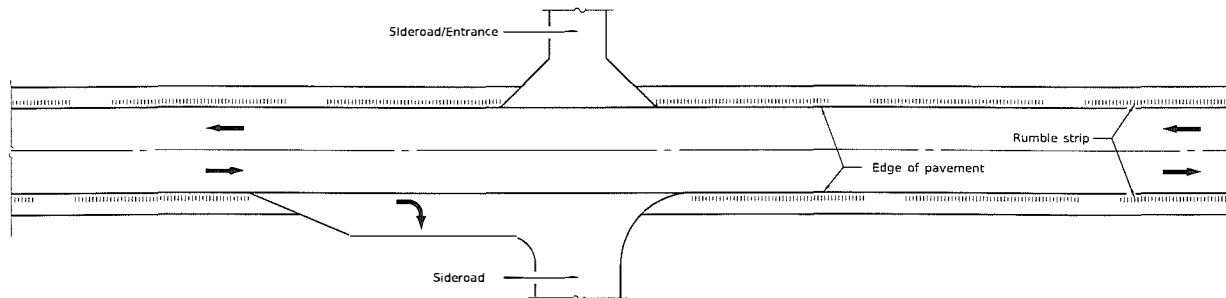 Sideroad/Entrance
Rumble strip
Edge of pavement
Sideroad